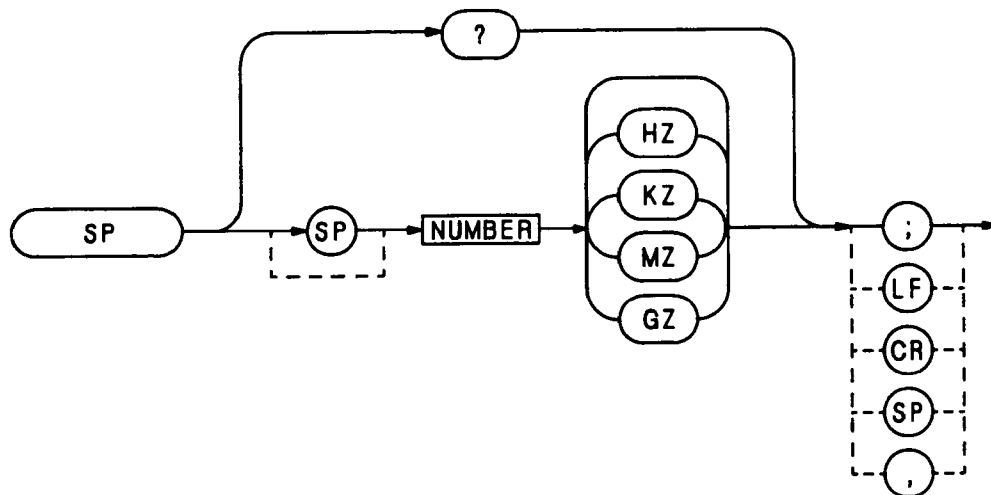 ?
HZ
KZ
SP SP NUMBER ;
MZ
LF
GZ
CR
SP
,